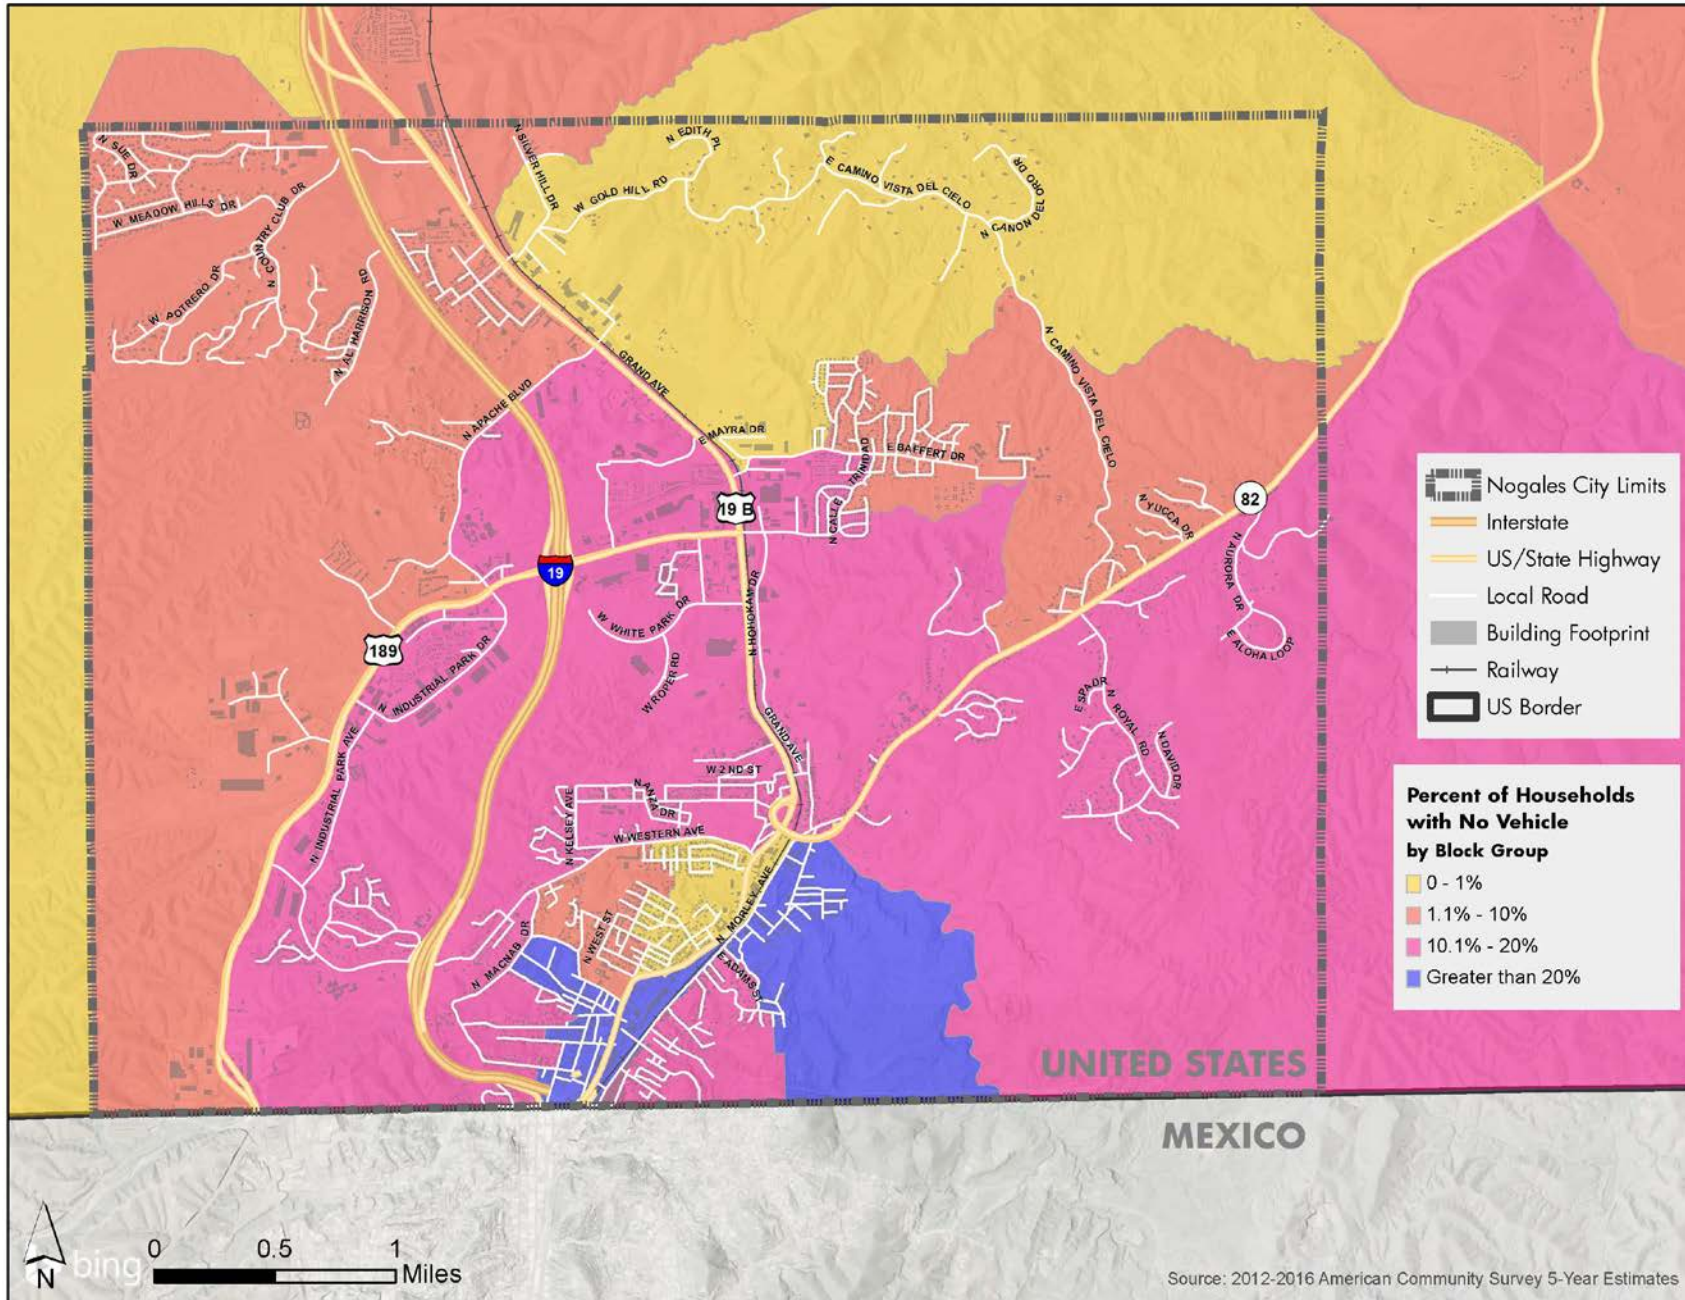 N SUE DR
W MEADOW HILLS DR
N COUNTRY CLUB DR
W POTRERO DR
N AL HARRISON RD
N SILVER HILL DR
N EDITH PL
W GOLD HILL RD
E CAMINO VISTA DEL CIELO
N CANON DEL ORO DR
N CAMINO VISTA DEL CIELO
GRAND AVE
N APACHE BLVD
E MAYRA DR
E BAFFERT DR
N CALLE TRINIDAD
19 B
82
N YUCCA DR
N AURORA DR
E ALOHA LOOP
19
189
N INDUSTRIAL PARK DR
N INDUSTRIAL PARK AVE
W WHITE PARK DR
W ROPER RD
N HOHOKAM DR
GRAND AVE
E SPA DR
N ROYAL RD
N DAVID DR
W 2ND ST
N ANZA DR
N KELSEY AVE
W WESTERN AVE
N MORLEY AVE
N WEST ST
N MACNAB DR
E ADAMS ST
Nogales City Limits
Interstate
US/State Highway
Local Road
Building Footprint
Railway
US Border
Percent of Households
with No Vehicle
by Block Group
0 - 1%
1.1% - 10%
10.1% - 20%
Greater than 20%
UNITED STATES
MEXICO
N
bing
0 0.5 1
Miles
Source: 2012-2016 American Community Survey 5-Year Estimates